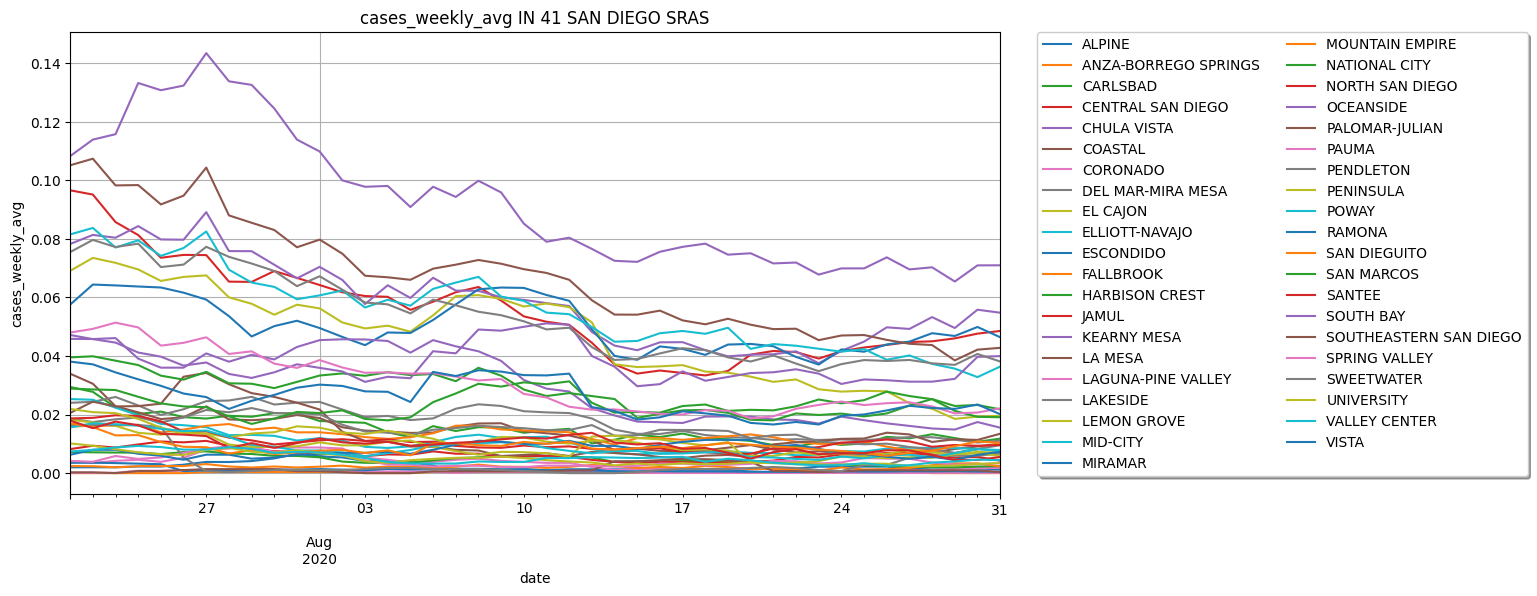 cases_weekly_avg IN 41 SAN DIEGO SRAS
cases_weekly_avg
0.14
0.12
0.10
0.08
0.06
0.04
0.02
0.00
27
03
10
17
24
31
Aug
2020
date
ALPINE
ANZA-BORREGO SPRINGS
CARLSBAD
CENTRAL SAN DIEGO
CHULA VISTA
COASTAL
CORONADO
DEL MAR-MIRA MESA
EL CAJON
ELLIOTT-NAVAJO
ESCONDIDO
FALLBROOK
HARBISON CREST
JAMUL
KEARNY MESA
LA MESA
LAGUNA-PINE VALLEY
LAKESIDE
LEMON GROVE
MID-CITY
MIRAMAR
MOUNTAIN EMPIRE
NATIONAL CITY
NORTH SAN DIEGO
OCEANSIDE
PALOMAR-JULIAN
PAUMA
PENDLETON
PENINSULA
POWAY
RAMONA
SAN DIEGUITO
SAN MARCOS
SANTEE
SOUTH BAY
SOUTHEASTERN SAN DIEGO
SPRING VALLEY
SWEETWATER
UNIVERSITY
VALLEY CENTER
VISTA